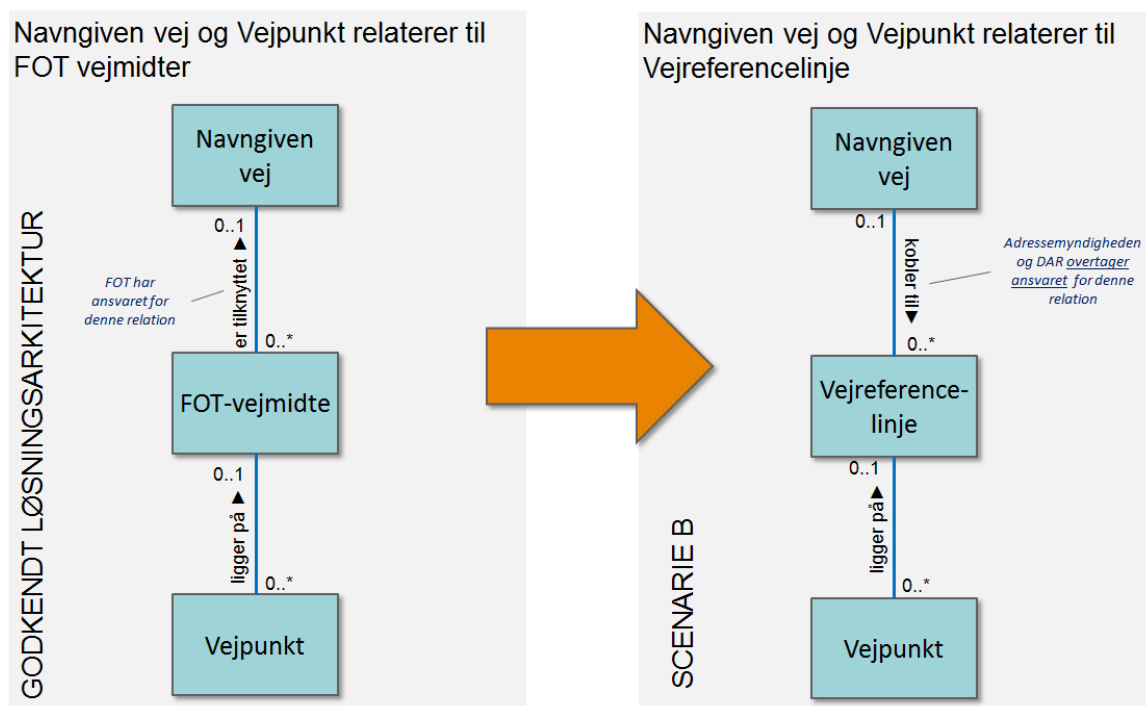 Navngiven vej og Vejpunkt relaterer til
FOT vejmidter
GODKENDT LØSNINGSARKITEKTUR
Navngiven
vej
0..1
er tilknyttet ▶
FOT har
ansvaret for
denne relation
0..*
FOT-vejmidte
0..1
ligger på ▶
0..*
Vejpunkt
Navngiven vej og Vejpunkt relaterer til
Vejreferencelinje
SCENARIE B
Navngiven
vej
0..1
kobler til ▶
Adressemyndigheden
og DAR overtager
ansvaret for denne
relation
0..*
Vejreference-
linje
0..1
ligger på ▶
0..*
Vejpunkt